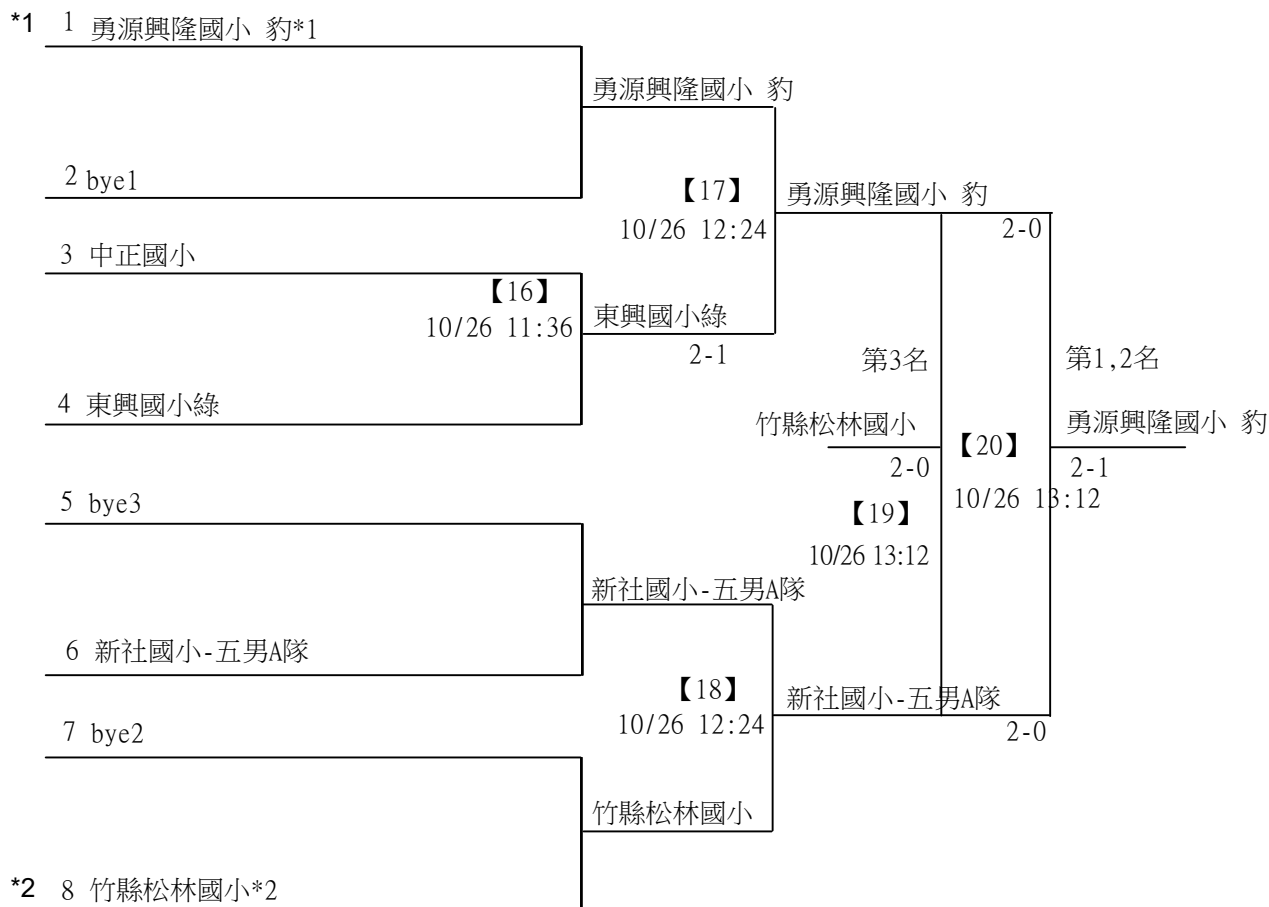 *1 1 勇源興隆國小 豹*1
勇源興隆國小 豹
2 bye1
【17】
勇源興隆國小 豹
10/26 12:24
2-0
3 中正國小
【16】
10/26 11:36
東興國小綠
2-1
第3名
第1,2名
4 東興國小綠
竹縣松林國小
勇源興隆國小 豹
【20】
2-0
2-1
10/26 13:12
5 bye3
【19】
10/26 13:12
新社國小-五男A隊
6 新社國小-五男A隊
【18】
新社國小-五男A隊
10/26 12:24
2-0
7 bye2
竹縣松林國小
*2 8 竹縣松林國小*2